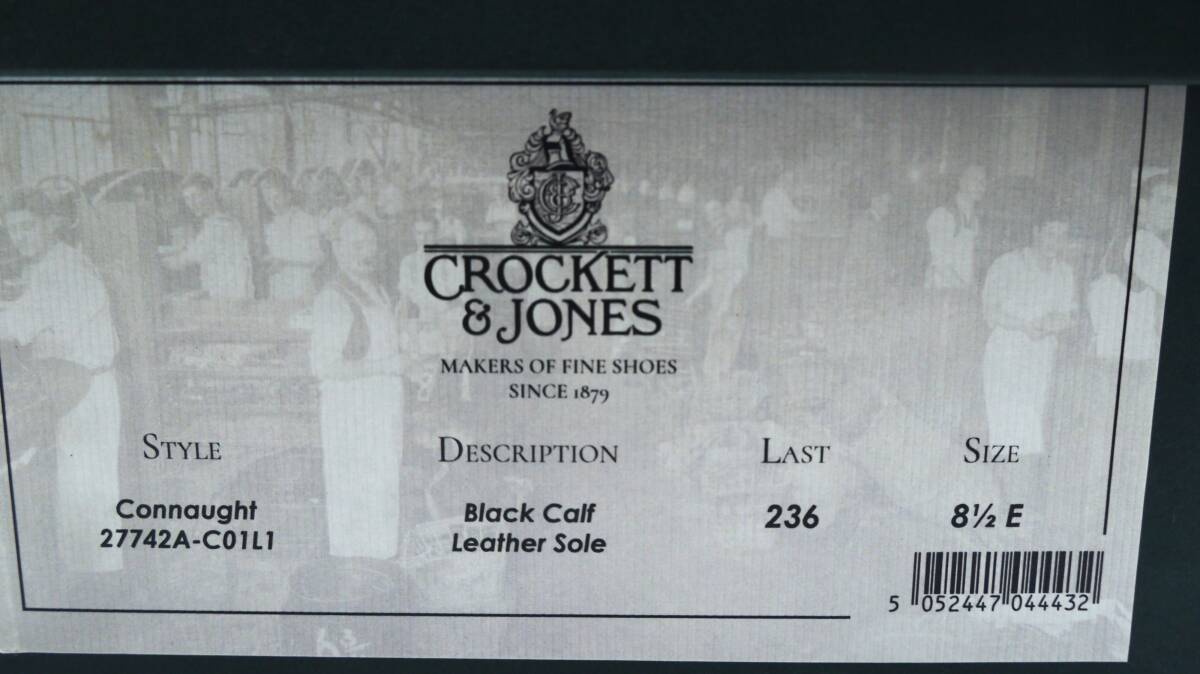 CROCKETT
& JONES
MAKERS OF FINE SHOES
SINCE 1879
STYLE DESCRIPTION LAST SIZE
Connaught Black Calf 236 8½ E
27742A-C01L1 Leather Sole
5 052447 044432